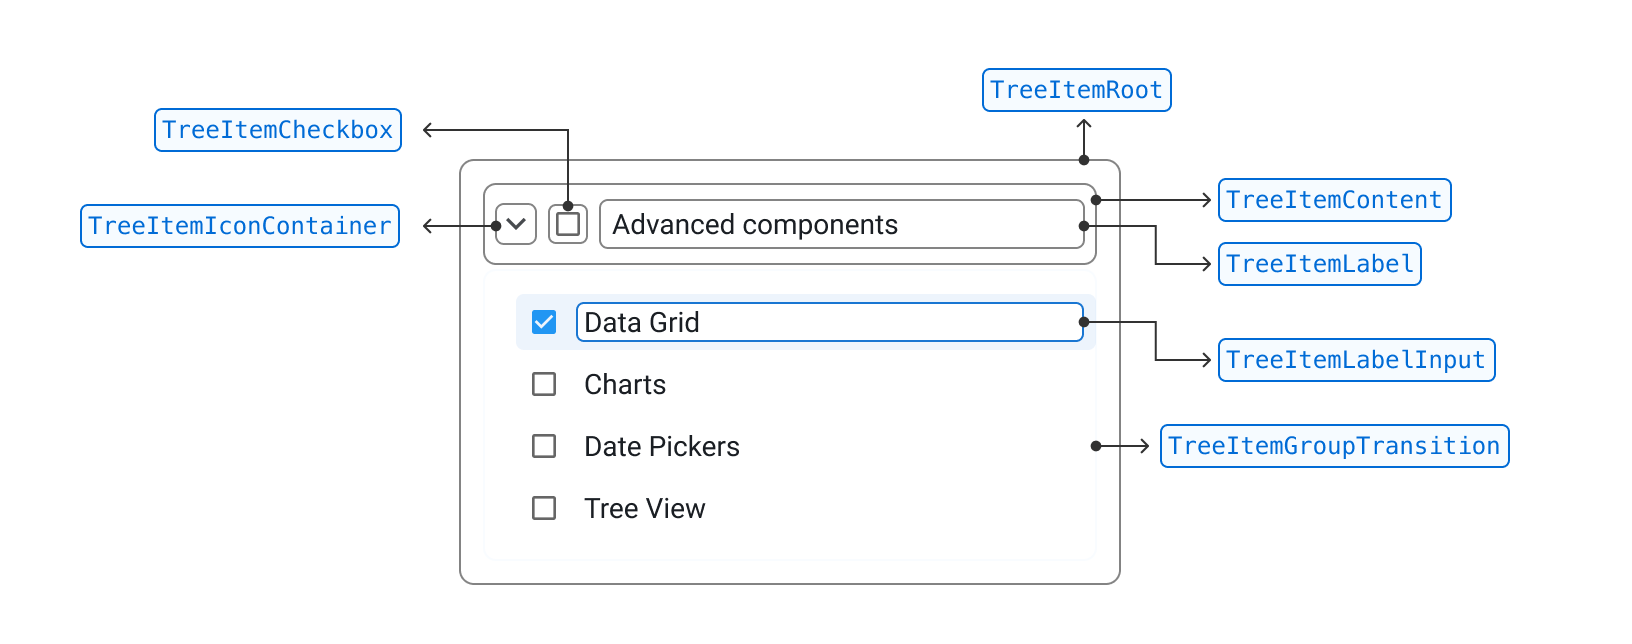 TreeItemRoot
TreeItemCheckbox
TreeItemContent
TreeItemIconContainer
Advanced components
TreeItemLabel
Data Grid
TreeItemLabelInput
Charts
Date Pickers
TreeItemGroupTransition
Tree View